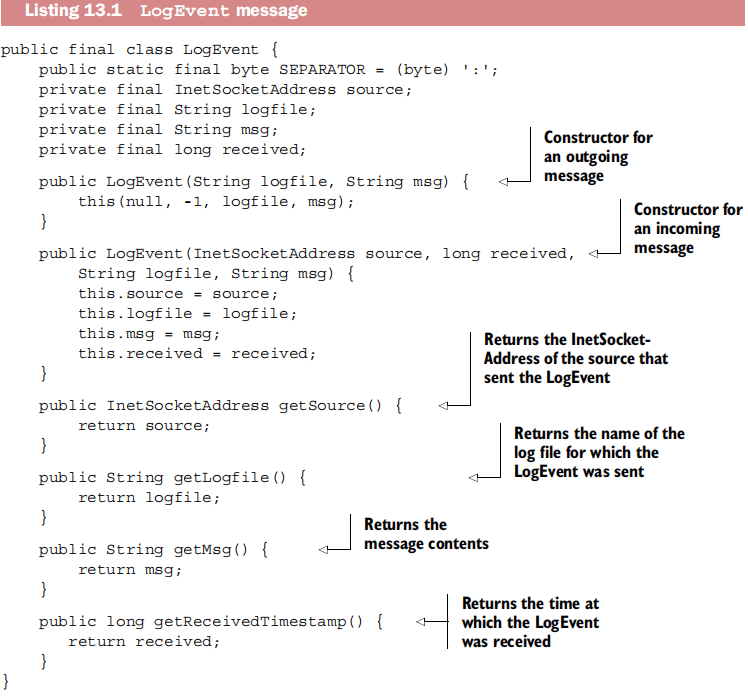 Listing 13.1 LogEvent message
public final class LogEvent {
public static final byte SEPARATOR = (byte) ':';
private final InetSocketAddress source;
private final String logfile;
private final String msg;
private final long received;
Constructor for
an outgoing
message
public LogEvent(String logfile, String msg) {
this(null, -1, logfile, msg);
}
Constructor for
an incoming
message
public LogEvent(InetSocketAddress source, long received,
String logfile, String msg) {
this.source = source;
this.logfile = logfile;
this.msg = msg;
this.received = received;
}
Returns the InetSocket-
Address of the source that
sent the LogEvent
public InetSocketAddress getSource() {
return source;
}
Returns the name of the
log file for which the
LogEvent was sent
public String getLogfile() {
return logfile;
}
Returns the
message contents
public String getMsg() {
return msg;
}
Returns the time at
which the LogEvent
was received
public long getReceivedTimestamp() {
return received;
}
}